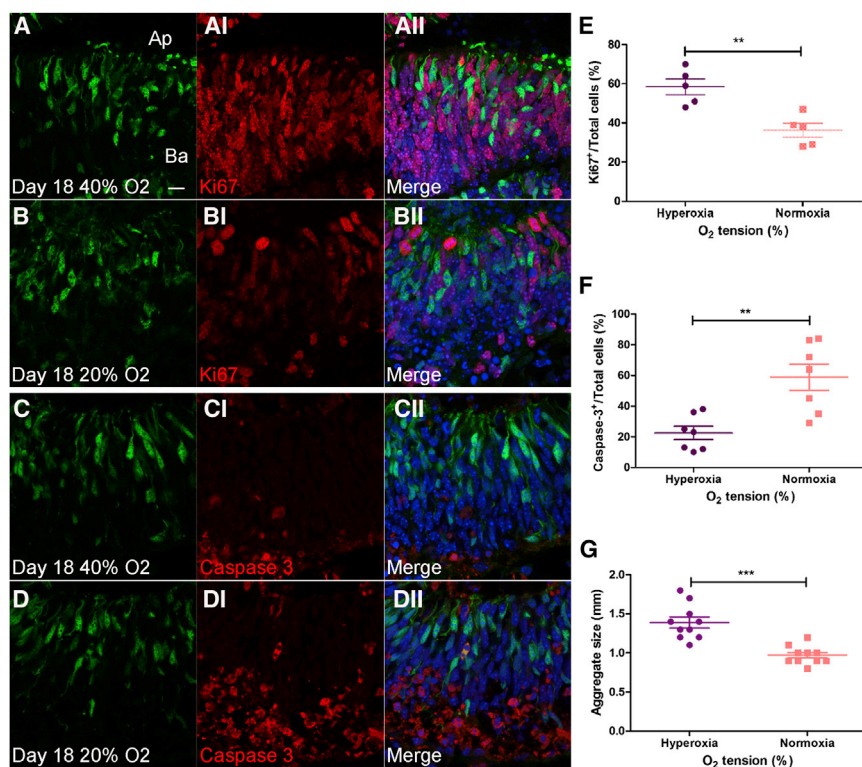 A
Ap
AI
AII
Ba
Day 18 40% O2
Ki67
Merge
B
BI
BII
Day 18 20% O2
Ki67
Merge
C
CI
CII
Day 18 40% O2
Caspase 3
Merge
D
DI
DII
Day 18 20% O2
Caspase 3
Merge
E
Ki67⁺/Total cells (%)
80
60
40
20
0
**
Hyperoxia
Normoxia
O₂ tension (%)
F
Caspase-3⁺/Total cells (%)
100
80
60
40
20
0
**
Hyperoxia
Normoxia
O₂ tension (%)
G
Aggregate size (mm)
2.0
1.5
1.0
0.5
0.0
***
Hyperoxia
Normoxia
O₂ tension (%)